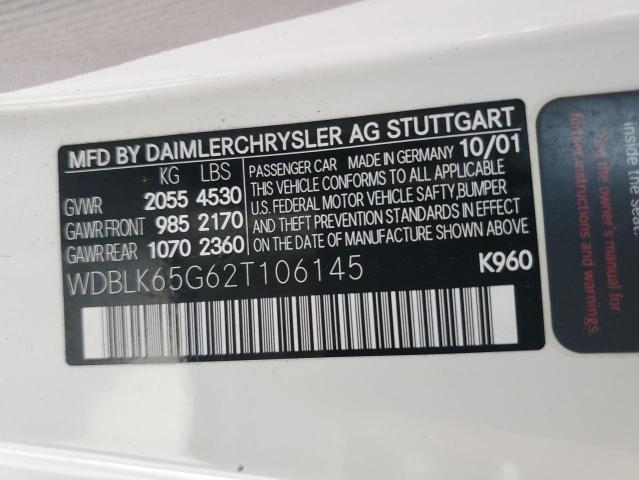 MFD BY DAIMLERCHRYSLER AG STUTTGART
KG LBS
GVWR 2055 4530
GAWR FRONT 985 2170
GAWR REAR 1070 2360
PASSENGER CAR MADE IN GERMANY 10/01
THIS VEHICLE CONFORMS TO ALL APPLICABLE
U.S. FEDERAL MOTOR VEHICLE SAFTY,BUMPER
AND THEFT PREVENTION STANDARDS IN EFFECT
ON THE DATE OF MANUFACTURE SHOWN ABOVE
WDBLK65G62T106145
K960
inside the seat.
See the owner's manual for
further instructions and warnings.